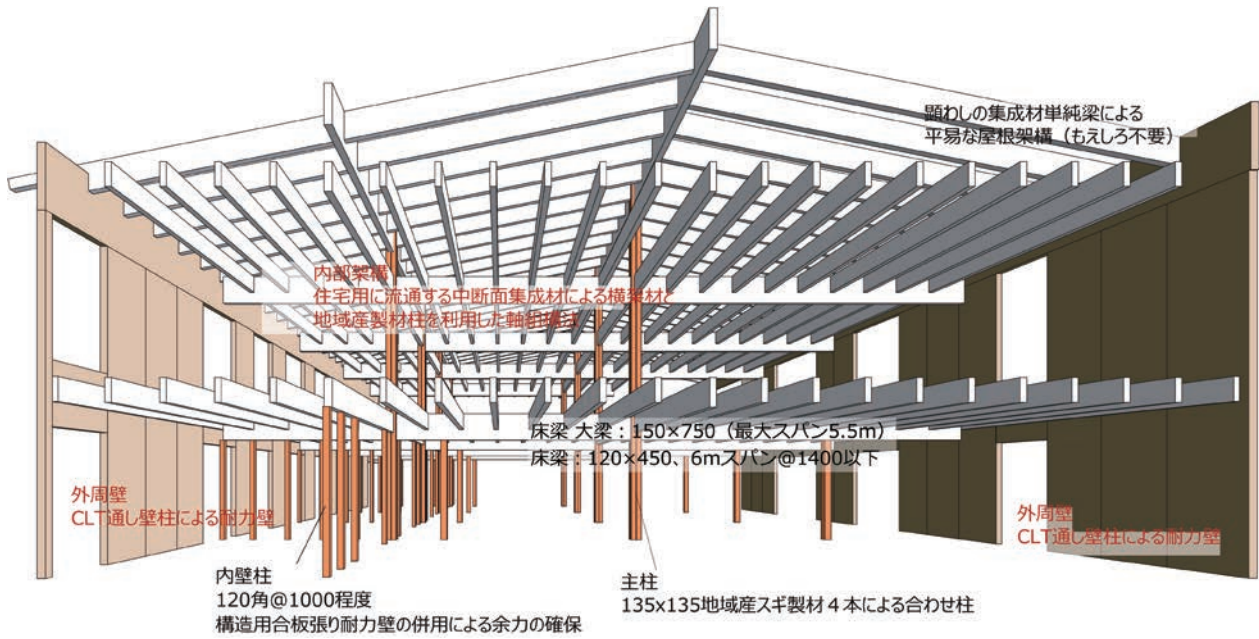 顕わしの集成材単純梁による
平易な屋根架構（もえしろ不要）
内部架構
住宅用に流通する中断面集成材による横架材と
地域産製材柱を利用した軸組構法
床梁 大梁：150×750（最大スパン5.5m）
床梁：120×450、6mスパン@1400以下
外周壁
CLT通し壁柱による耐力壁
外周壁
CLT通し壁柱による耐力壁
内壁柱
120角@1000程度
構造用合板張り耐力壁の併用による余力の確保
主柱
135x135地域産スギ製材４本による合わせ柱